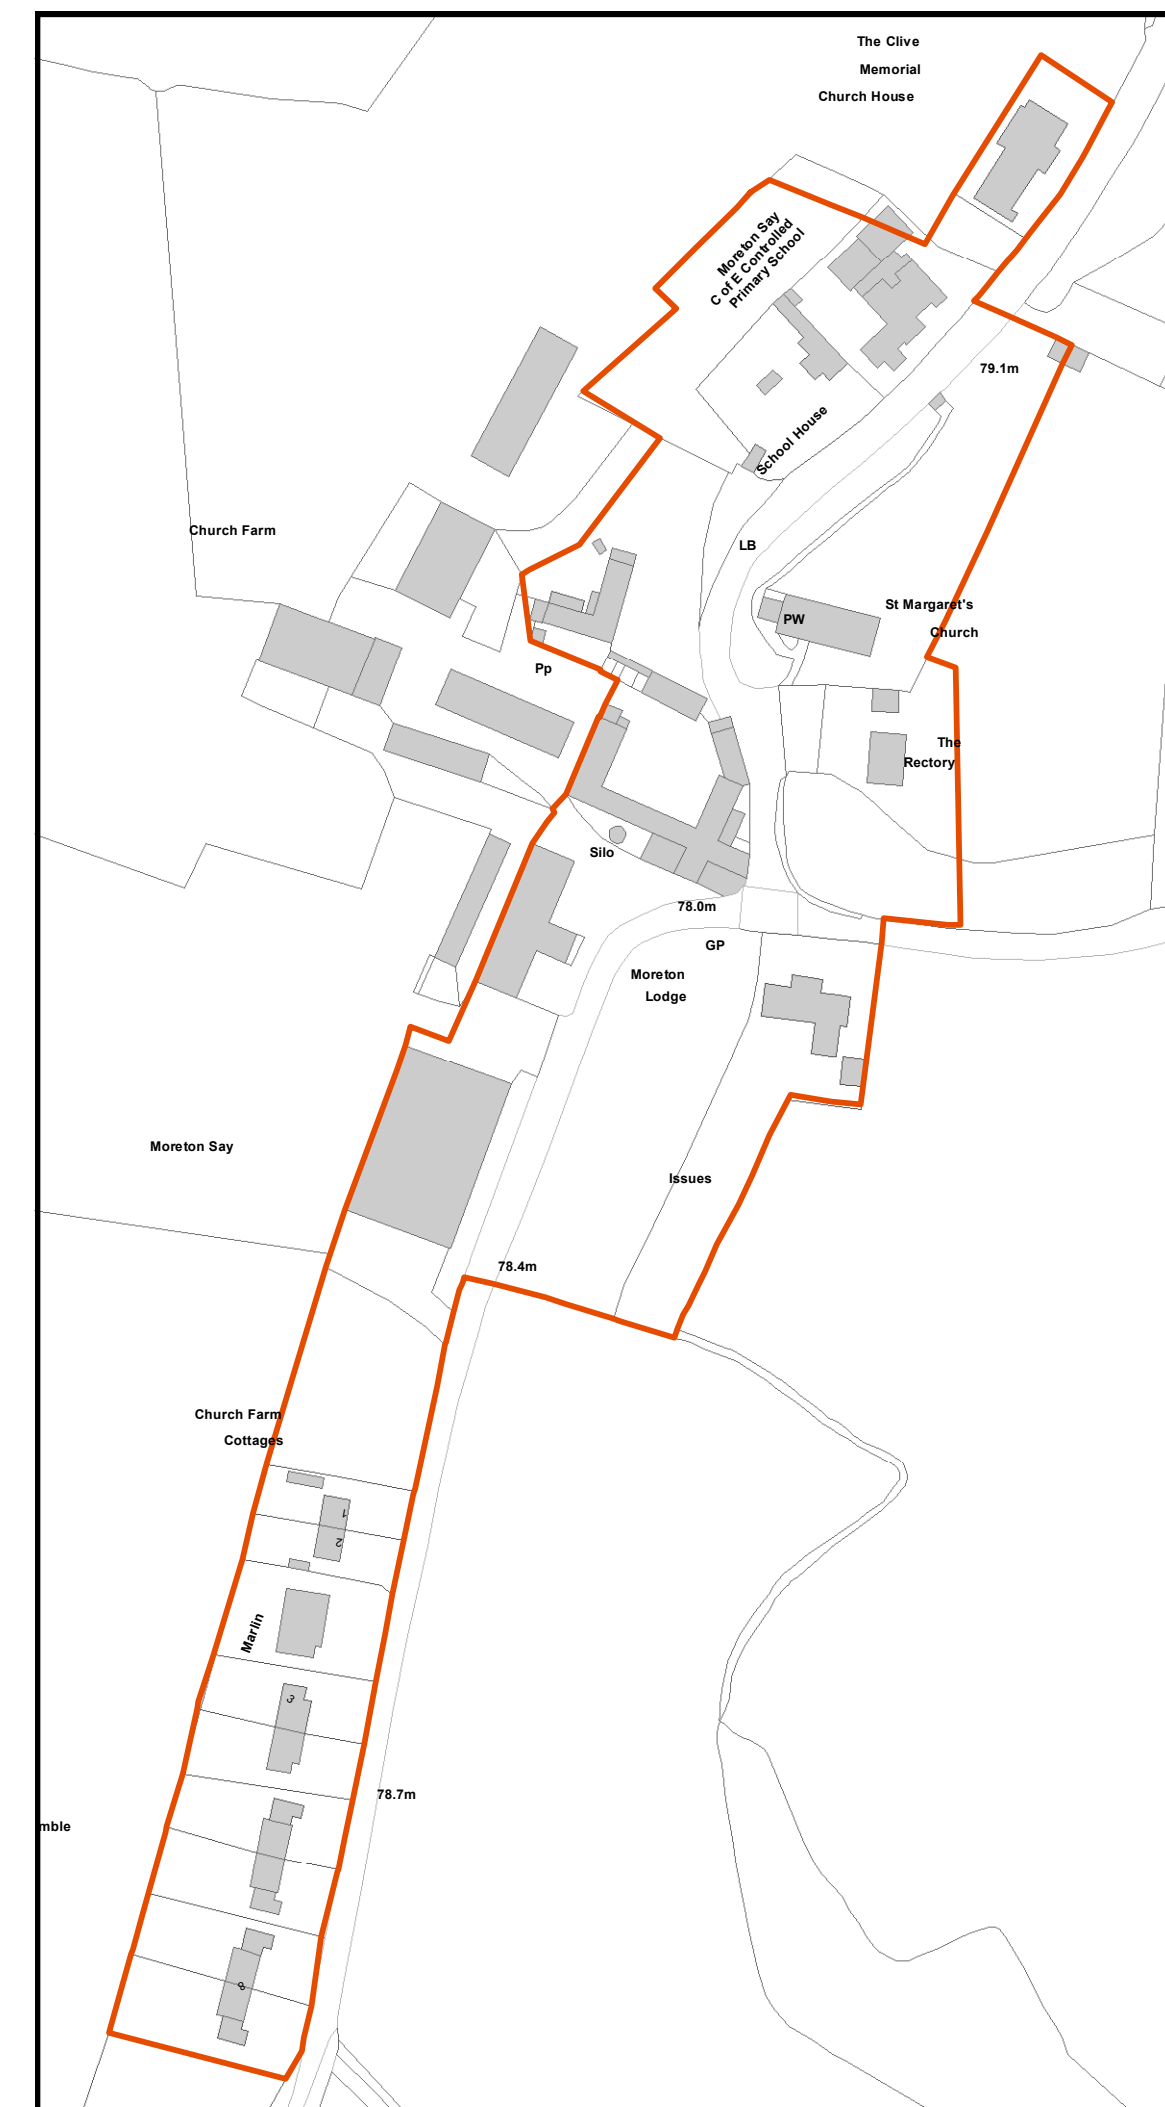 The Clive
Memorial
Church House
Moreton Say
C of E Controlled
Primary School
79.1m
School House
Church Farm
LB
St Margaret's
PW
Church
Pp
The
Rectory
Silo
78.0m
GP
Moreton
Lodge
Moreton Say
Issues
78.4m
Church Farm
Cottages
1
2
Marlin
3
78.7m
mble
8